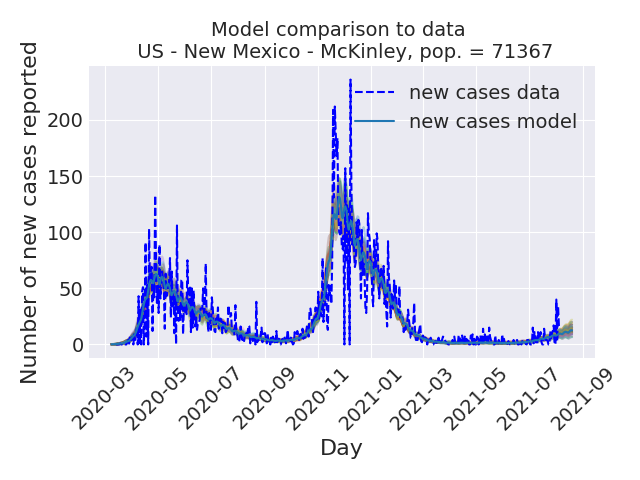 Model comparison to data
US - New Mexico - McKinley, pop. = 71367
Number of new cases reported
200
150
100
50
0
new cases data
new cases model
2020-03
2020-05
2020-07
2020-09
2020-11
2021-01
2021-03
2021-05
2021-07
2021-09
Day